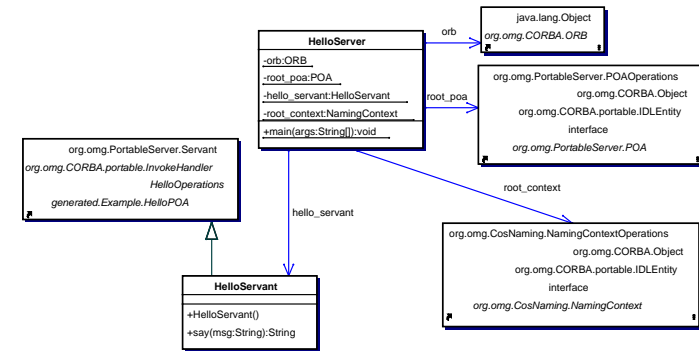 java.lang.Object
org.omg.CORBA.ORB
orb
HelloServer
-orb:ORB
-root_poa:POA
-hello_servant:HelloServant
-root_context:NamingContext
+main(args:String[]):void
root_poa
org.omg.PortableServer.POAOperations
org.omg.CORBA.Object
org.omg.CORBA.portable.IDLEntity
interface
org.omg.PortableServer.POA
org.omg.PortableServer.Servant
org.omg.CORBA.portable.InvokeHandler
HelloOperations
generated.Example.HelloPOA
root_context
hello_servant
org.omg.CosNaming.NamingContextOperations
org.omg.CORBA.Object
org.omg.CORBA.portable.IDLEntity
interface
org.omg.CosNaming.NamingContext
HelloServant
+HelloServant()
+say(msg:String):String